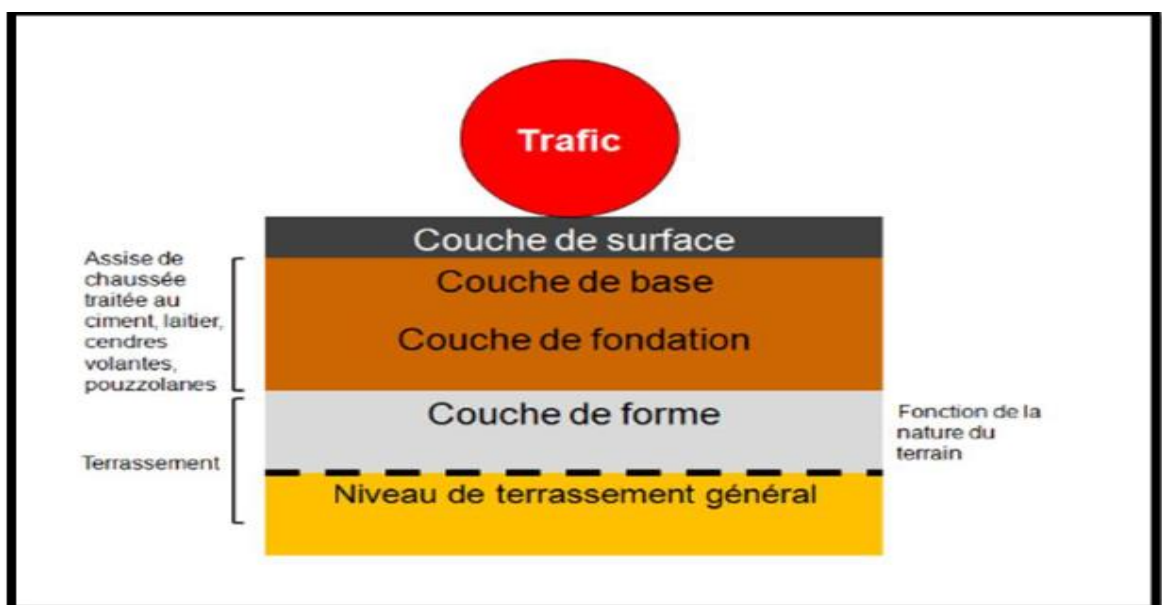 Trafic
Couche de surface
Assise de
chaussée
traitée au
ciment, laitier,
cendres
volantes,
pouzzolanes
Couche de base
Couche de fondation
Couche de forme
Fonction de la
nature du
terrain
Terrassement
Niveau de terrassement général